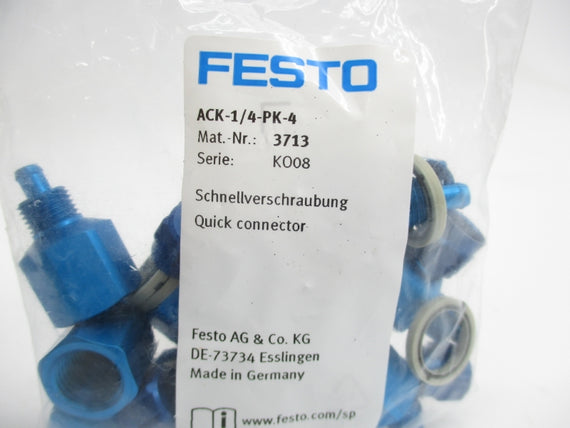 FESTO
ACK-1/4-PK-4
Mat.-Nr.: 3713
Serie: KO08
Schnellverschraubung
Quick connector
Festo AG & Co. KG
DE-73734 Esslingen
Made in Germany
i www.festo.com/sp